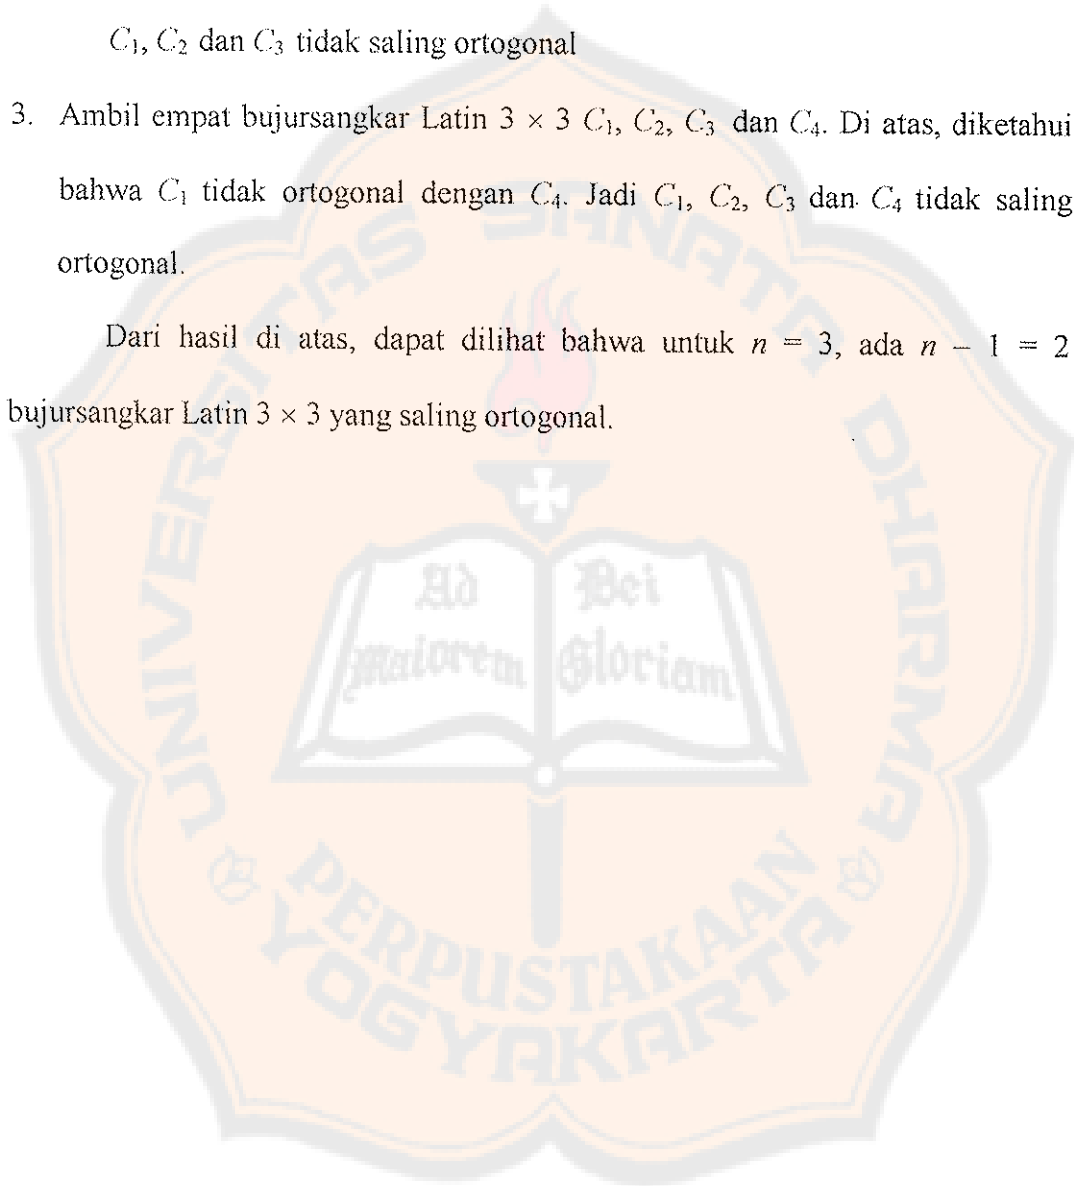 C₁, C₂ dan C₃ tidak saling ortogonal
3. Ambil empat bujursangkar Latin 3 × 3 C₁, C₂, C₃ dan C₄. Di atas, diketahui
bahwa C₁ tidak ortogonal dengan C₄. Jadi C₁, C₂, C₃ dan C₄ tidak saling
ortogonal.
Dari hasil di atas, dapat dilihat bahwa untuk n = 3, ada n – 1 = 2
bujursangkar Latin 3 × 3 yang saling ortogonal.
UNIVERSITAS SANATA DHARMA
Ad Dei
maiorem Gloriam
PERPUSTAKAAN
YOGYAKARTA